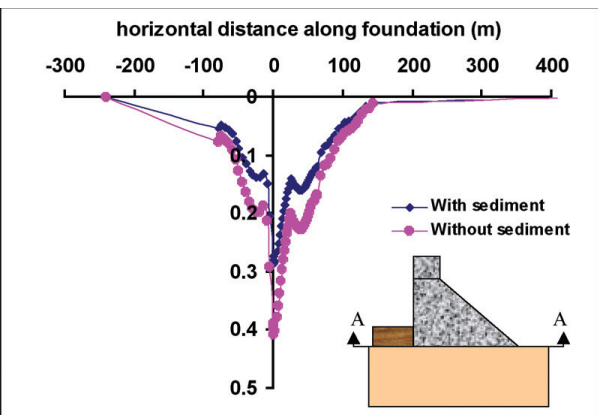 horizontal distance along foundation (m)
-300 -200 -100 0 100 200 300 400
0
0.1
0.2
0.3
0.4
0.5
With sediment
Without sediment
A A